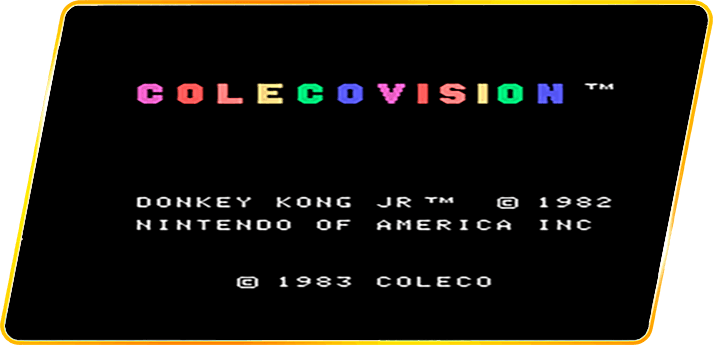 COLECOVISION™
DONKEY KONG JR™ © 1982
NINTENDO OF AMERICA INC
© 1983 COLECO